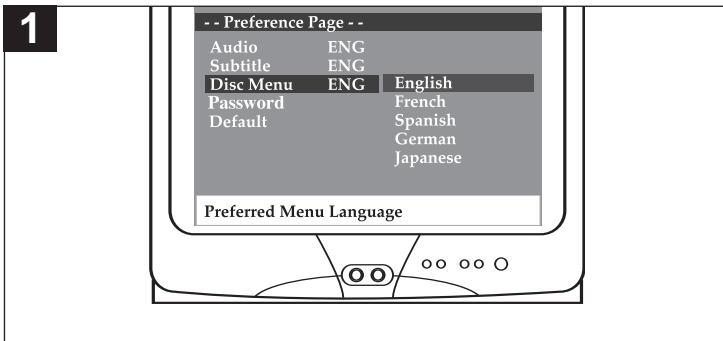 1
- - Preference Page - -
Audio ENG
Subtitle ENG
Disc Menu ENG English
Password French
Default Spanish
German
Japanese
Preferred Menu Language